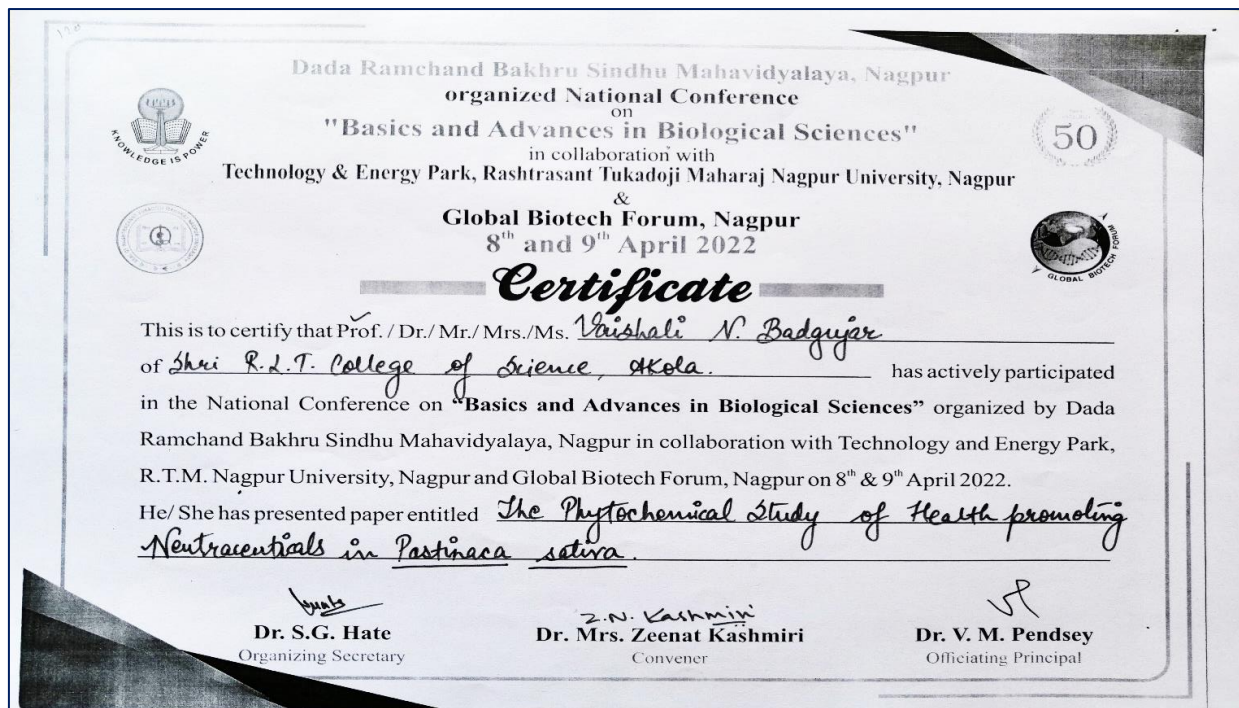 Dada Ramchand Bakhru Sindhu Mahavidyalaya, Nagpur
organized National Conference
on
"Basics and Advances in Biological Sciences"
in collaboration with
Technology & Energy Park, Rashtrasant Tukadoji Maharaj Nagpur University, Nagpur
&
Global Biotech Forum, Nagpur
8th and 9th April 2022
KNOWLEDGE IS POWER
50
GLOBAL BIOTECH FORUM
Certificate
This is to certify that Prof. / Dr./ Mr./ Mrs./Ms. Vaishali N. Badgujar
of Shri R.L.T. College of Science, Akola. has actively participated
in the National Conference on "Basics and Advances in Biological Sciences" organized by Dada
Ramchand Bakhru Sindhu Mahavidyalaya, Nagpur in collaboration with Technology and Energy Park,
R.T.M. Nagpur University, Nagpur and Global Biotech Forum, Nagpur on 8th & 9th April 2022.
He/ She has presented paper entitled The Phytochemical Study of Health promoting
Neutraceuticals in Pastinaca sativa.
Z.N. Kashmiri
Dr. S.G. Hate Dr. Mrs. Zeenat Kashmiri Dr. V. M. Pendsey
Organizing Secretary Convener Officiating Principal